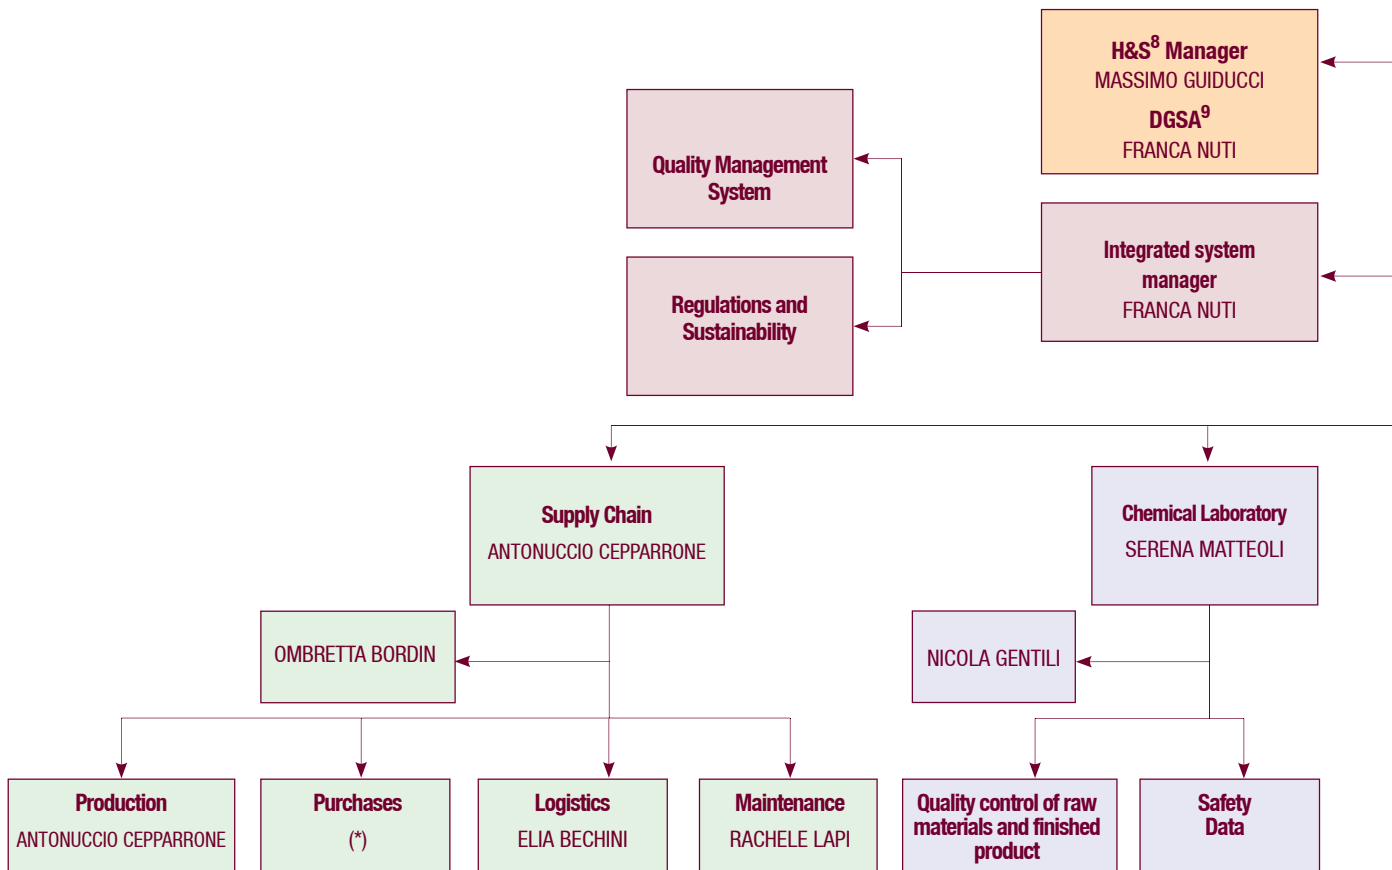 H&S⁸ Manager
MASSIMO GUIDUCCI
DGSA⁹
FRANCA NUTI
Quality Management
System
Integrated system
manager
FRANCA NUTI
Regulations and
Sustainability
Supply Chain
ANTONUCCIO CEPPARRONE
Chemical Laboratory
SERENA MATTEOLI
OMBRETTA BORDIN
NICOLA GENTILI
Production
ANTONUCCIO CEPPARRONE
Purchases
(*)
Logistics
ELIA BECHINI
Maintenance
RACHELE LAPI
Quality control of raw
materials and finished
product
Safety
Data